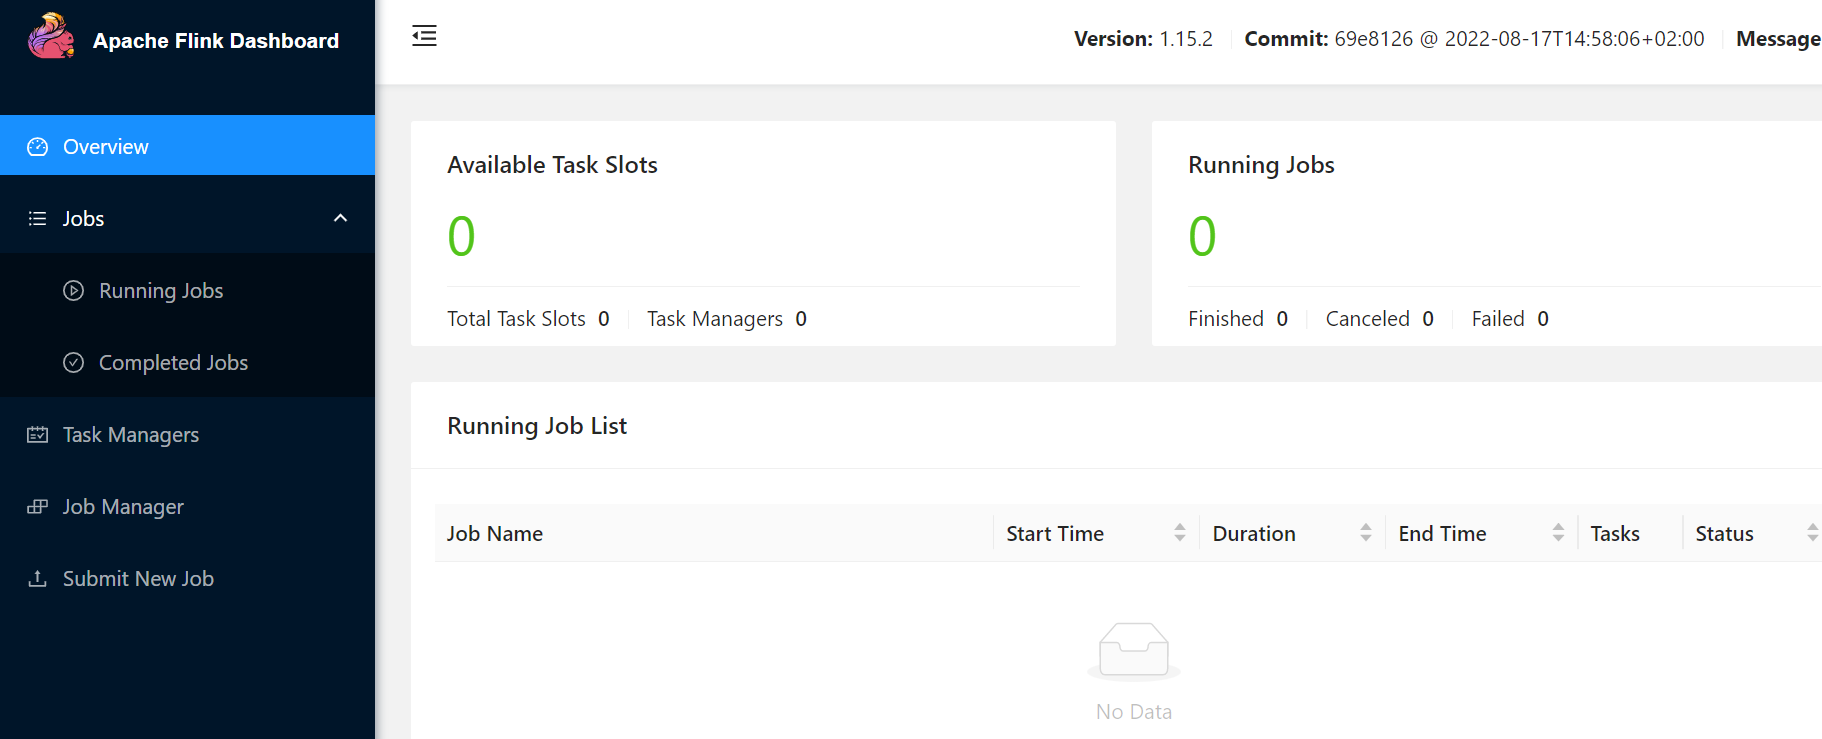 Apache Flink Dashboard
Version: 1.15.2 Commit: 69e8126 @ 2022-08-17T14:58:06+02:00 Message
Overview
Jobs
Running Jobs
Completed Jobs
Task Managers
Job Manager
Submit New Job
Available Task Slots
0
Total Task Slots 0 Task Managers 0
Running Jobs
0
Finished 0 Canceled 0 Failed 0
Running Job List
Job Name Start Time Duration End Time Tasks Status
No Data